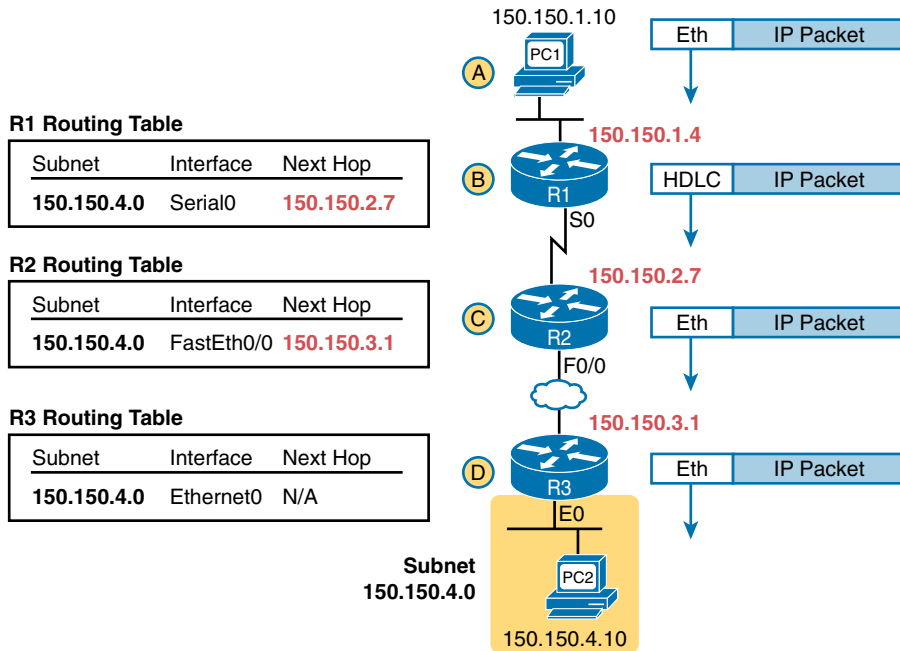 150.150.1.10
Eth IP Packet
PC1
A
150.150.1.4
R1 Routing Table
Subnet Interface Next Hop
150.150.4.0 Serial0 150.150.2.7
B
R1
HDLC IP Packet
S0
R2 Routing Table
Subnet Interface Next Hop
150.150.4.0 FastEth0/0 150.150.3.1
150.150.2.7
C
R2
Eth IP Packet
F0/0
R3 Routing Table
Subnet Interface Next Hop
150.150.4.0 Ethernet0 N/A
150.150.3.1
D
R3
Eth IP Packet
E0
Subnet
150.150.4.0
PC2
150.150.4.10